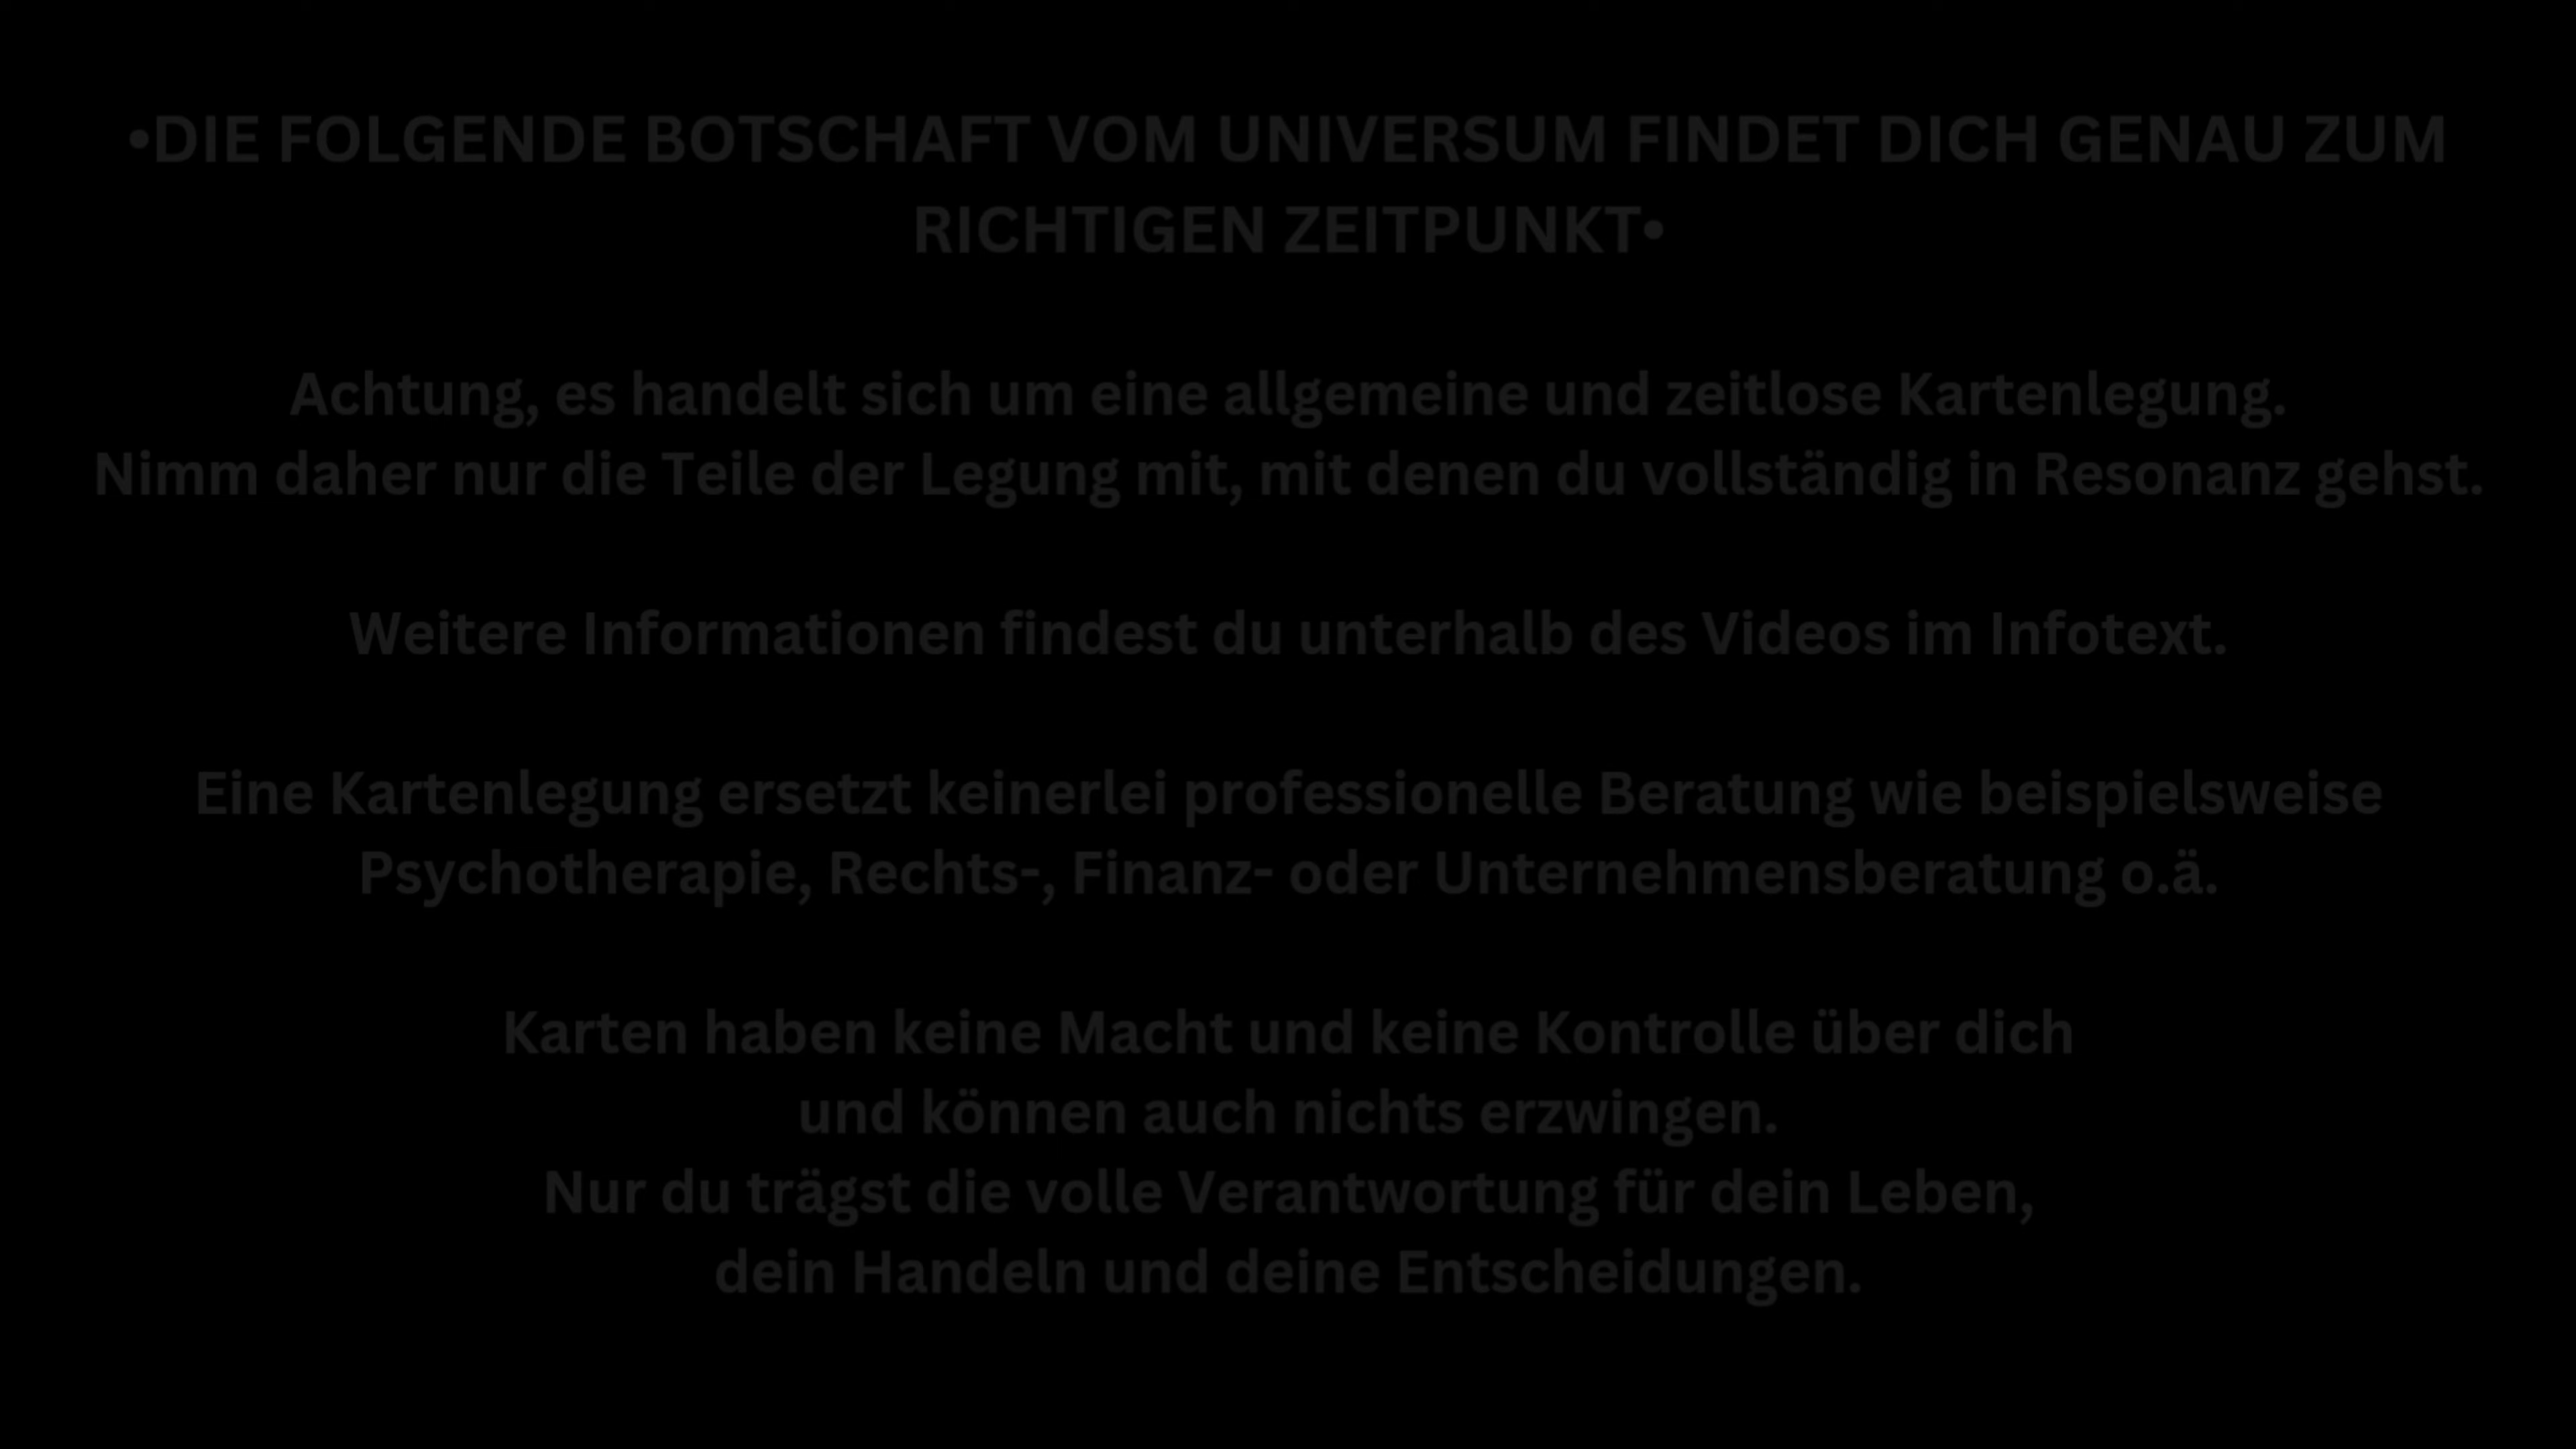 •DIE FOLGENDE BOTSCHAFT VOM UNIVERSUM FINDET DICH GENAU ZUM
RICHTIGEN ZEITPUNKT•
Achtung, es handelt sich um eine allgemeine und zeitlose Kartenlegung.
Nimm daher nur die Teile der Legung mit, mit denen du vollständig in Resonanz gehst.
Weitere Informationen findest du unterhalb des Videos im Infotext.
Eine Kartenlegung ersetzt keinerlei professionelle Beratung wie beispielsweise
Psychotherapie, Rechts-, Finanz- oder Unternehmensberatung o.ä.
Karten haben keine Macht und keine Kontrolle über dich
und können auch nichts erzwingen.
Nur du trägst die volle Verantwortung für dein Leben,
dein Handeln und deine Entscheidungen.